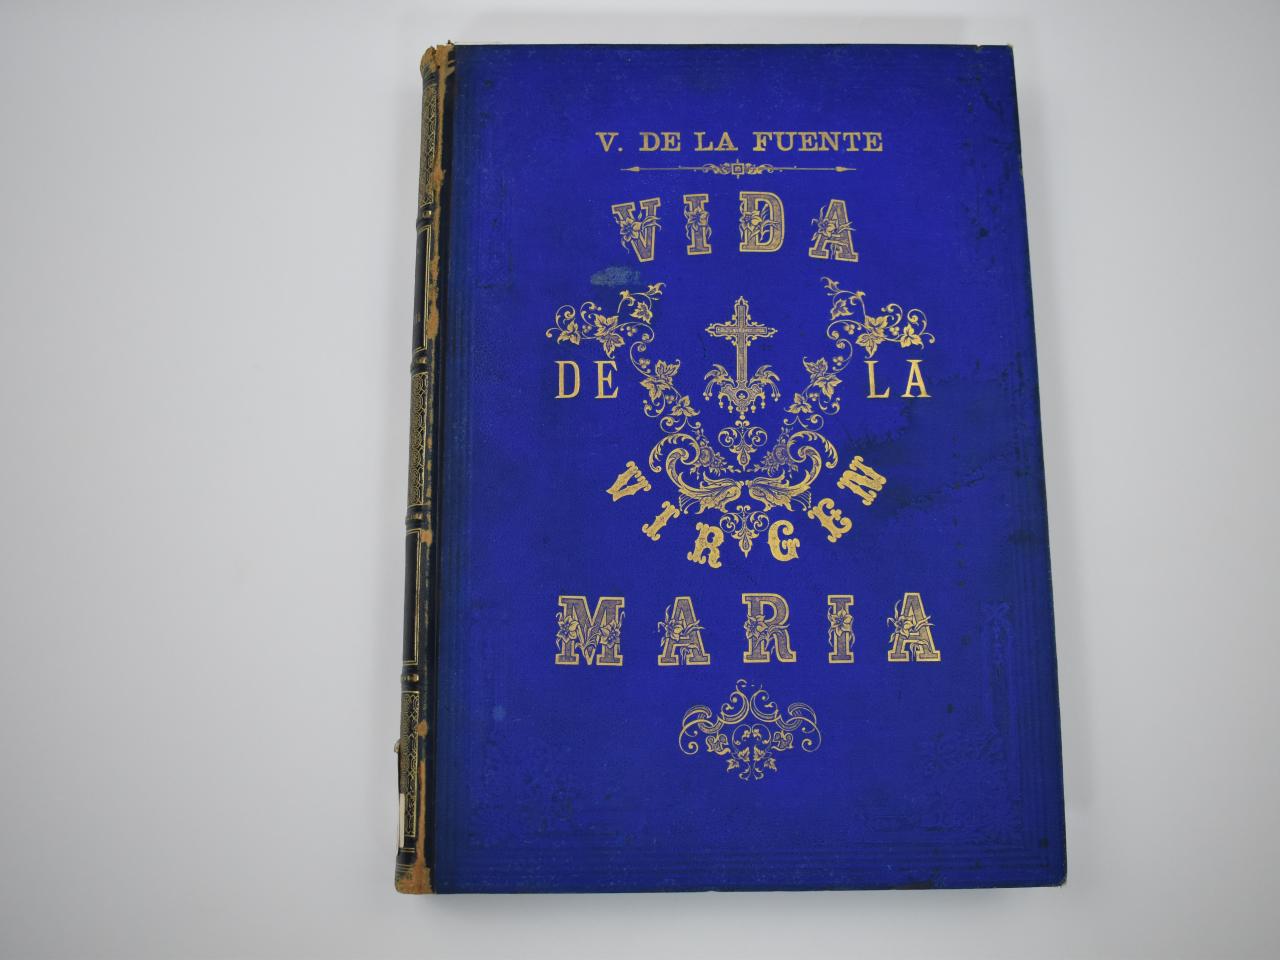 V. DE LA FUENTE
VIDA
DE LA
VIRGEN
MARIA